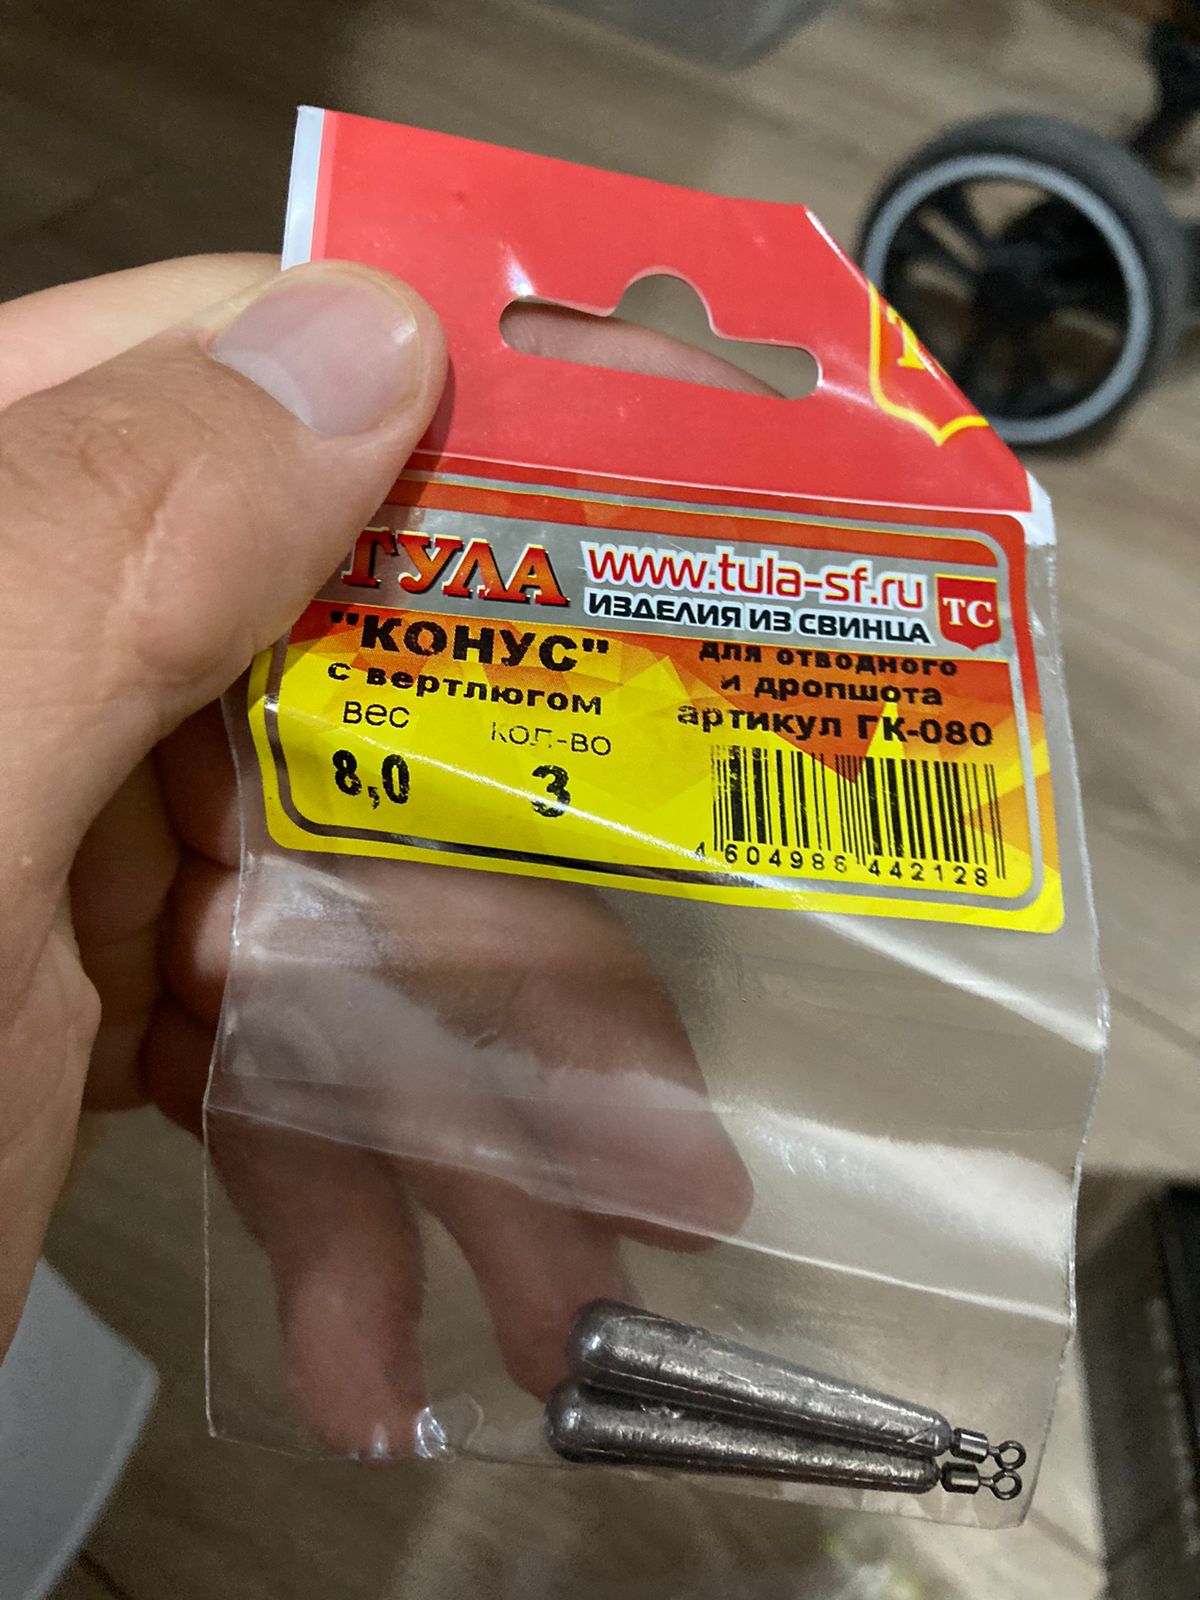 ТУЛА
www.tula-sf.ru
ИЗДЕЛИЯ ИЗ СВИНЦА
ТС
"КОНУС"
с вертлюгом
вес кол-во
8,0 3
для отводного
и дропшота
артикул ГК-080
4 604986 442128